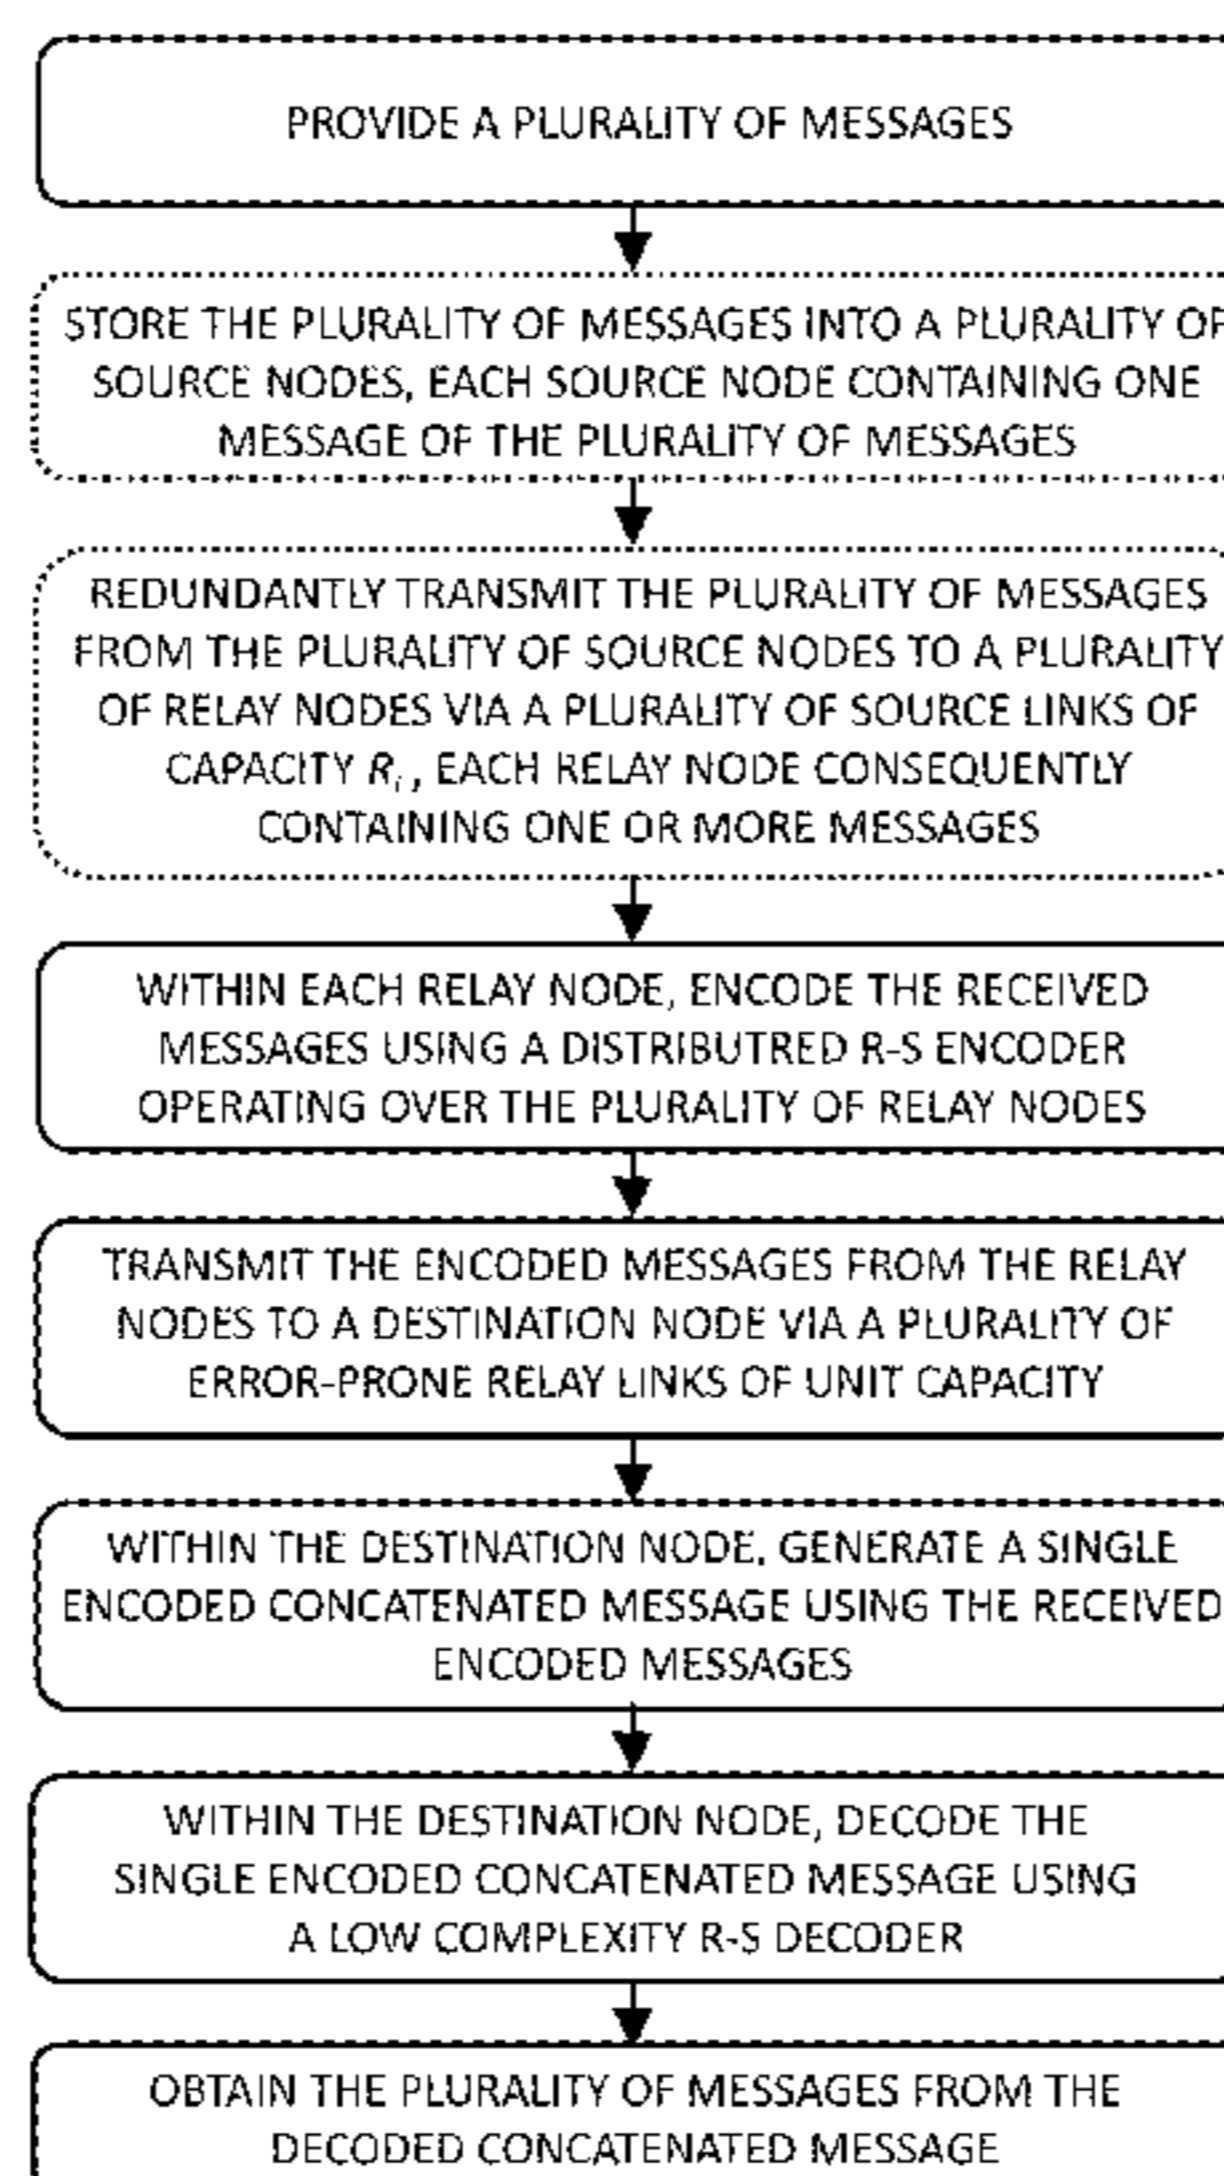 PROVIDE A PLURALITY OF MESSAGES
STORE THE PLURALITY OF MESSAGES INTO A PLURALITY OF
SOURCE NODES, EACH SOURCE NODE CONTAINING ONE
MESSAGE OF THE PLURALITY OF MESSAGES
REDUNDANTLY TRANSMIT THE PLURALITY OF MESSAGES
FROM THE PLURALITY OF SOURCE NODES TO A PLURALITY
OF RELAY NODES VIA A PLURALITY OF SOURCE LINKS OF
CAPACITY R_i, EACH RELAY NODE CONSEQUENTLY
CONTAINING ONE OR MORE MESSAGES
WITHIN EACH RELAY NODE, ENCODE THE RECEIVED
MESSAGES USING A DISTRIBUTRED R-S ENCODER
OPERATING OVER THE PLURALITY OF RELAY NODES
TRANSMIT THE ENCODED MESSAGES FROM THE RELAY
NODES TO A DESTINATION NODE VIA A PLURALITY OF
ERROR-PRONE RELAY LINKS OF UNIT CAPACITY
WITHIN THE DESTINATION NODE, GENERATE A SINGLE
ENCODED CONCATENATED MESSAGE USING THE RECEIVED
ENCODED MESSAGES
WITHIN THE DESTINATION NODE, DECODE THE
SINGLE ENCODED CONCATENATED MESSAGE USING
A LOW COMPLEXITY R-S DECODER
OBTAIN THE PLURALITY OF MESSAGES FROM THE
DECODED CONCATENATED MESSAGE